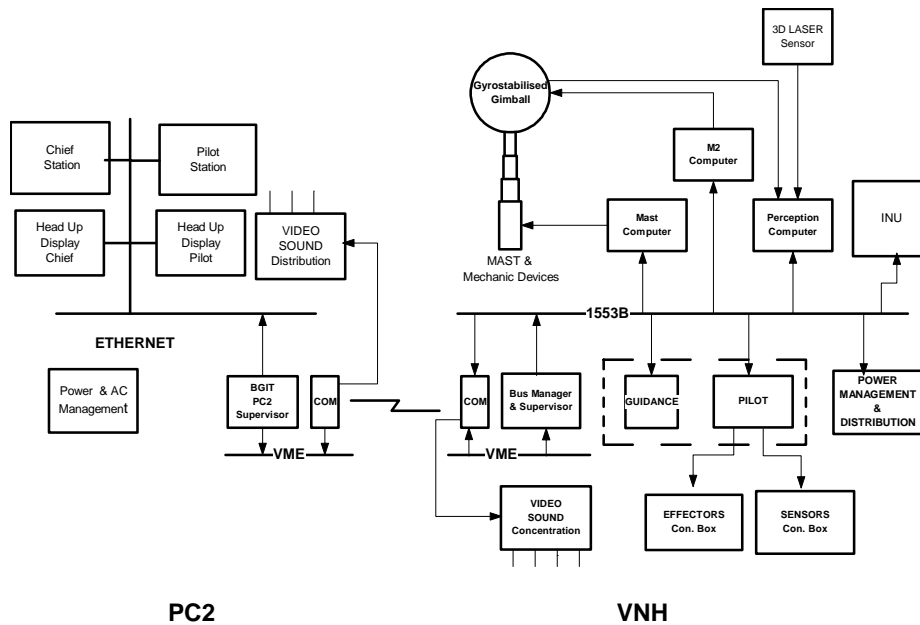 3D LASER
Sensor
Gyrostabilised
Gimball
Chief
Station
Pilot
Station
M2
Computer
Head Up
Display
Chief
Head Up
Display
Pilot
VIDEO
SOUND
Distribution
Mast
Computer
Perception
Computer
INU
MAST &
Mechanic Devices
1553B
ETHERNET
Power & AC
Management
BGIT
PC2
Supervisor
COM
COM
Bus Manager
& Supervisor
GUIDANCE
PILOT
POWER
MANAGEMENT
&
DISTRIBUTION
VME
VME
VIDEO
SOUND
Concentration
EFFECTORS
Con. Box
SENSORS
Con. Box
PC2
VNH